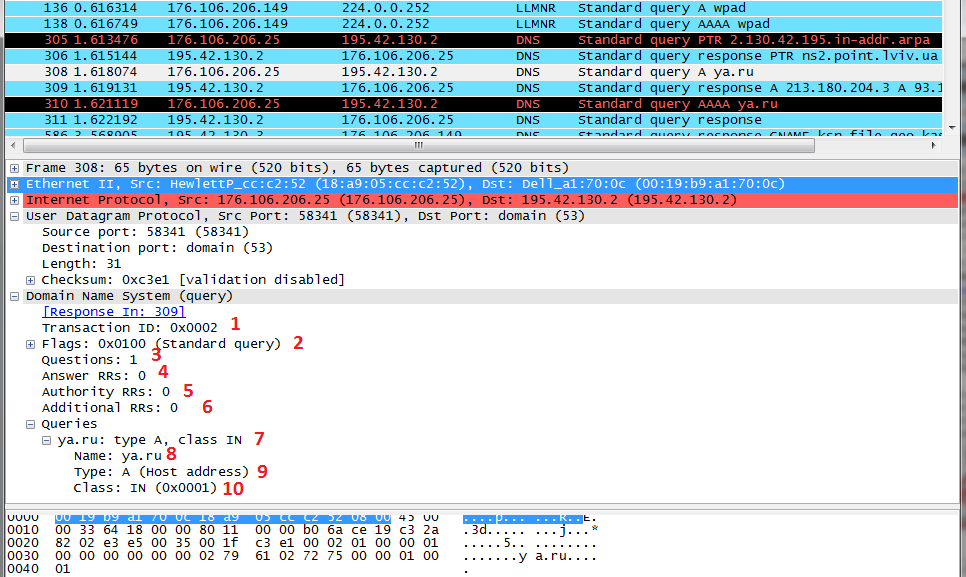 136 0.616314 176.106.206.149 224.0.0.252 LLMNR Standard query A wpad
138 0.616749 176.106.206.149 224.0.0.252 LLMNR Standard query AAAA wpad
305 1.613476 176.106.206.25 195.42.130.2 DNS Standard query PTR 2.130.42.195.in-addr.arpa
306 1.615144 195.42.130.2 176.106.206.25 DNS Standard query response PTR ns2.point.lviv.ua
308 1.618074 176.106.206.25 195.42.130.2 DNS Standard query A ya.ru
309 1.619131 195.42.130.2 176.106.206.25 DNS Standard query response A 213.180.204.3 A 93.1
310 1.621119 176.106.206.25 195.42.130.2 DNS Standard query AAAA ya.ru
311 1.622192 195.42.130.2 176.106.206.25 DNS Standard query response
586 3.568905 195.42.130.3 176.106.206.149 DNS Standard query response CNAME ksn.file.geo.kas
Frame 308: 65 bytes on wire (520 bits), 65 bytes captured (520 bits)
Ethernet II, Src: HewlettP_cc:c2:52 (18:a9:05:cc:c2:52), Dst: Dell_a1:70:0c (00:19:b9:a1:70:0c)
Internet Protocol, Src: 176.106.206.25 (176.106.206.25), Dst: 195.42.130.2 (195.42.130.2)
User Datagram Protocol, Src Port: 58341 (58341), Dst Port: domain (53)
Source port: 58341 (58341)
Destination port: domain (53)
Length: 31
Checksum: 0xc3e1 [validation disabled]
Domain Name System (query)
[Response In: 309]
Transaction ID: 0x0002 1
Flags: 0x0100 (Standard query) 2
Questions: 1 3
Answer RRs: 0 4
Authority RRs: 0 5
Additional RRs: 0 6
Queries
ya.ru: type A, class IN 7
Name: ya.ru 8
Type: A (Host address) 9
Class: IN (0x0001) 10
0000 00 19 b9 a1 70 0c 18 a9 05 cc c2 52 08 00 45 00 ....p... ...R..E.
0010 00 33 64 18 00 00 80 11 00 00 b0 6a ce 19 c3 2a .3d..... ...j...*
0020 82 02 e3 e5 00 35 00 1f c3 e1 00 02 01 00 00 01 .....5.. ........
0030 00 00 00 00 00 00 02 79 61 02 72 75 00 00 01 00 .......y a.ru....
0040 01 .